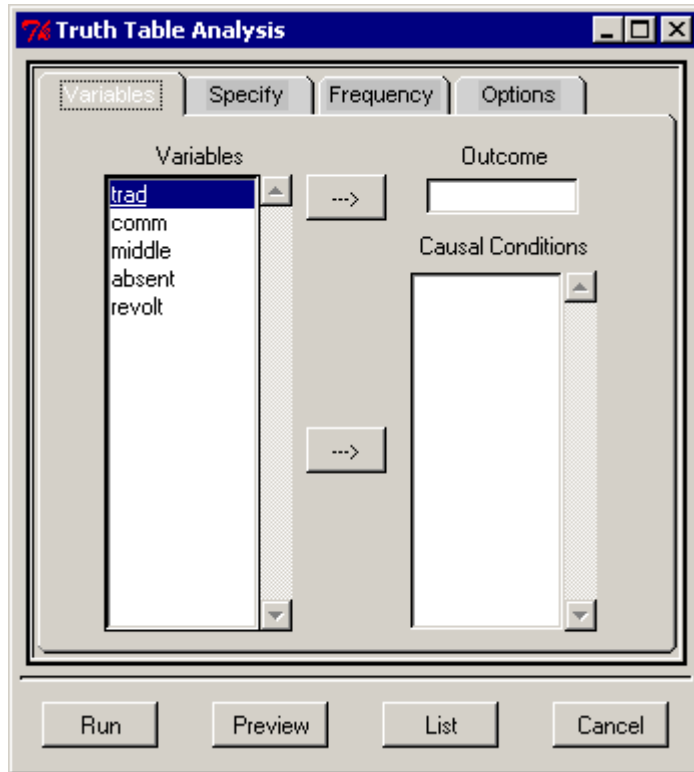 Truth Table Analysis
Variables Specify Frequency Options
Variables
trad
comm
middle
absent
revolt
--->
Outcome
--->
Causal Conditions
Run Preview List Cancel